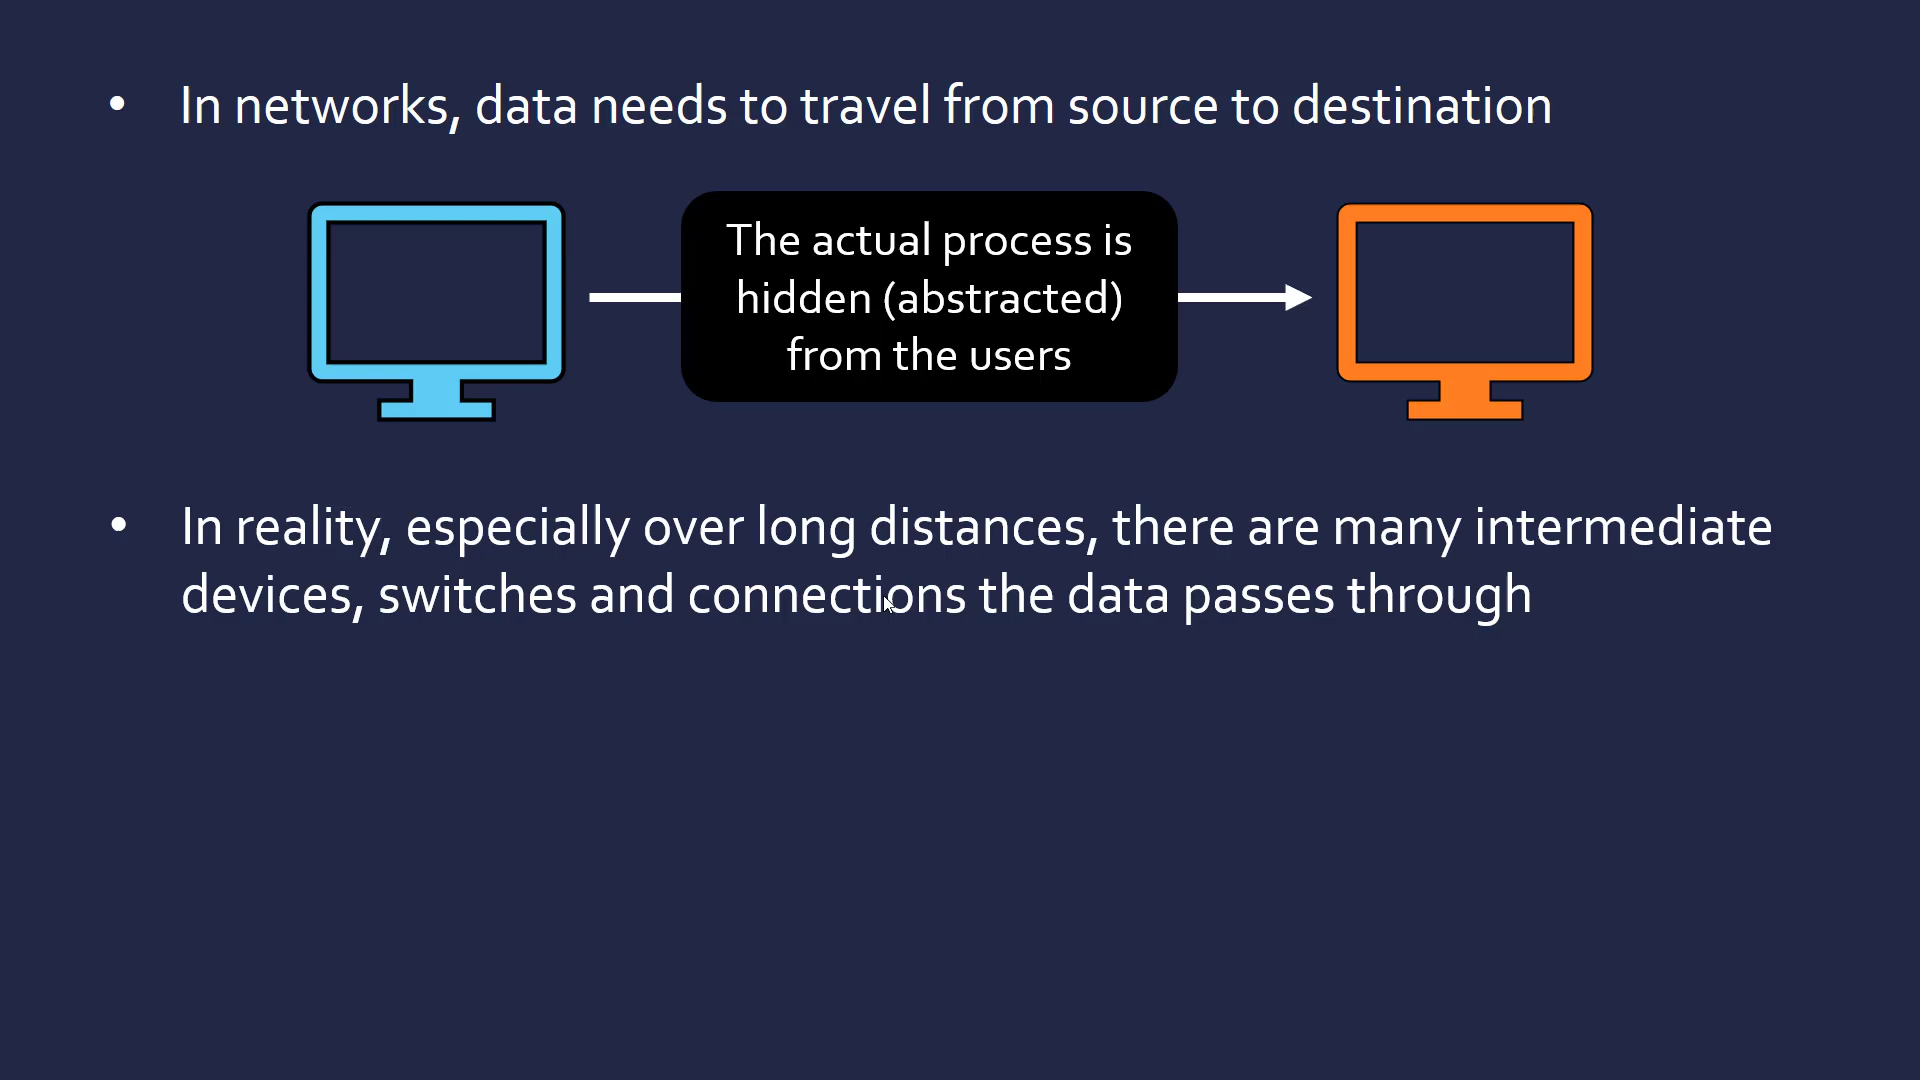 • In networks, data needs to travel from source to destination
The actual process is
hidden (abstracted)
from the users
• In reality, especially over long distances, there are many intermediate
devices, switches and connections the data passes through